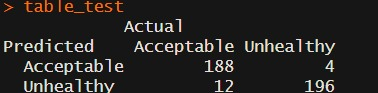 > table_test
Actual
Predicted Acceptable Unhealthy
Acceptable 188 4
Unhealthy 12 196